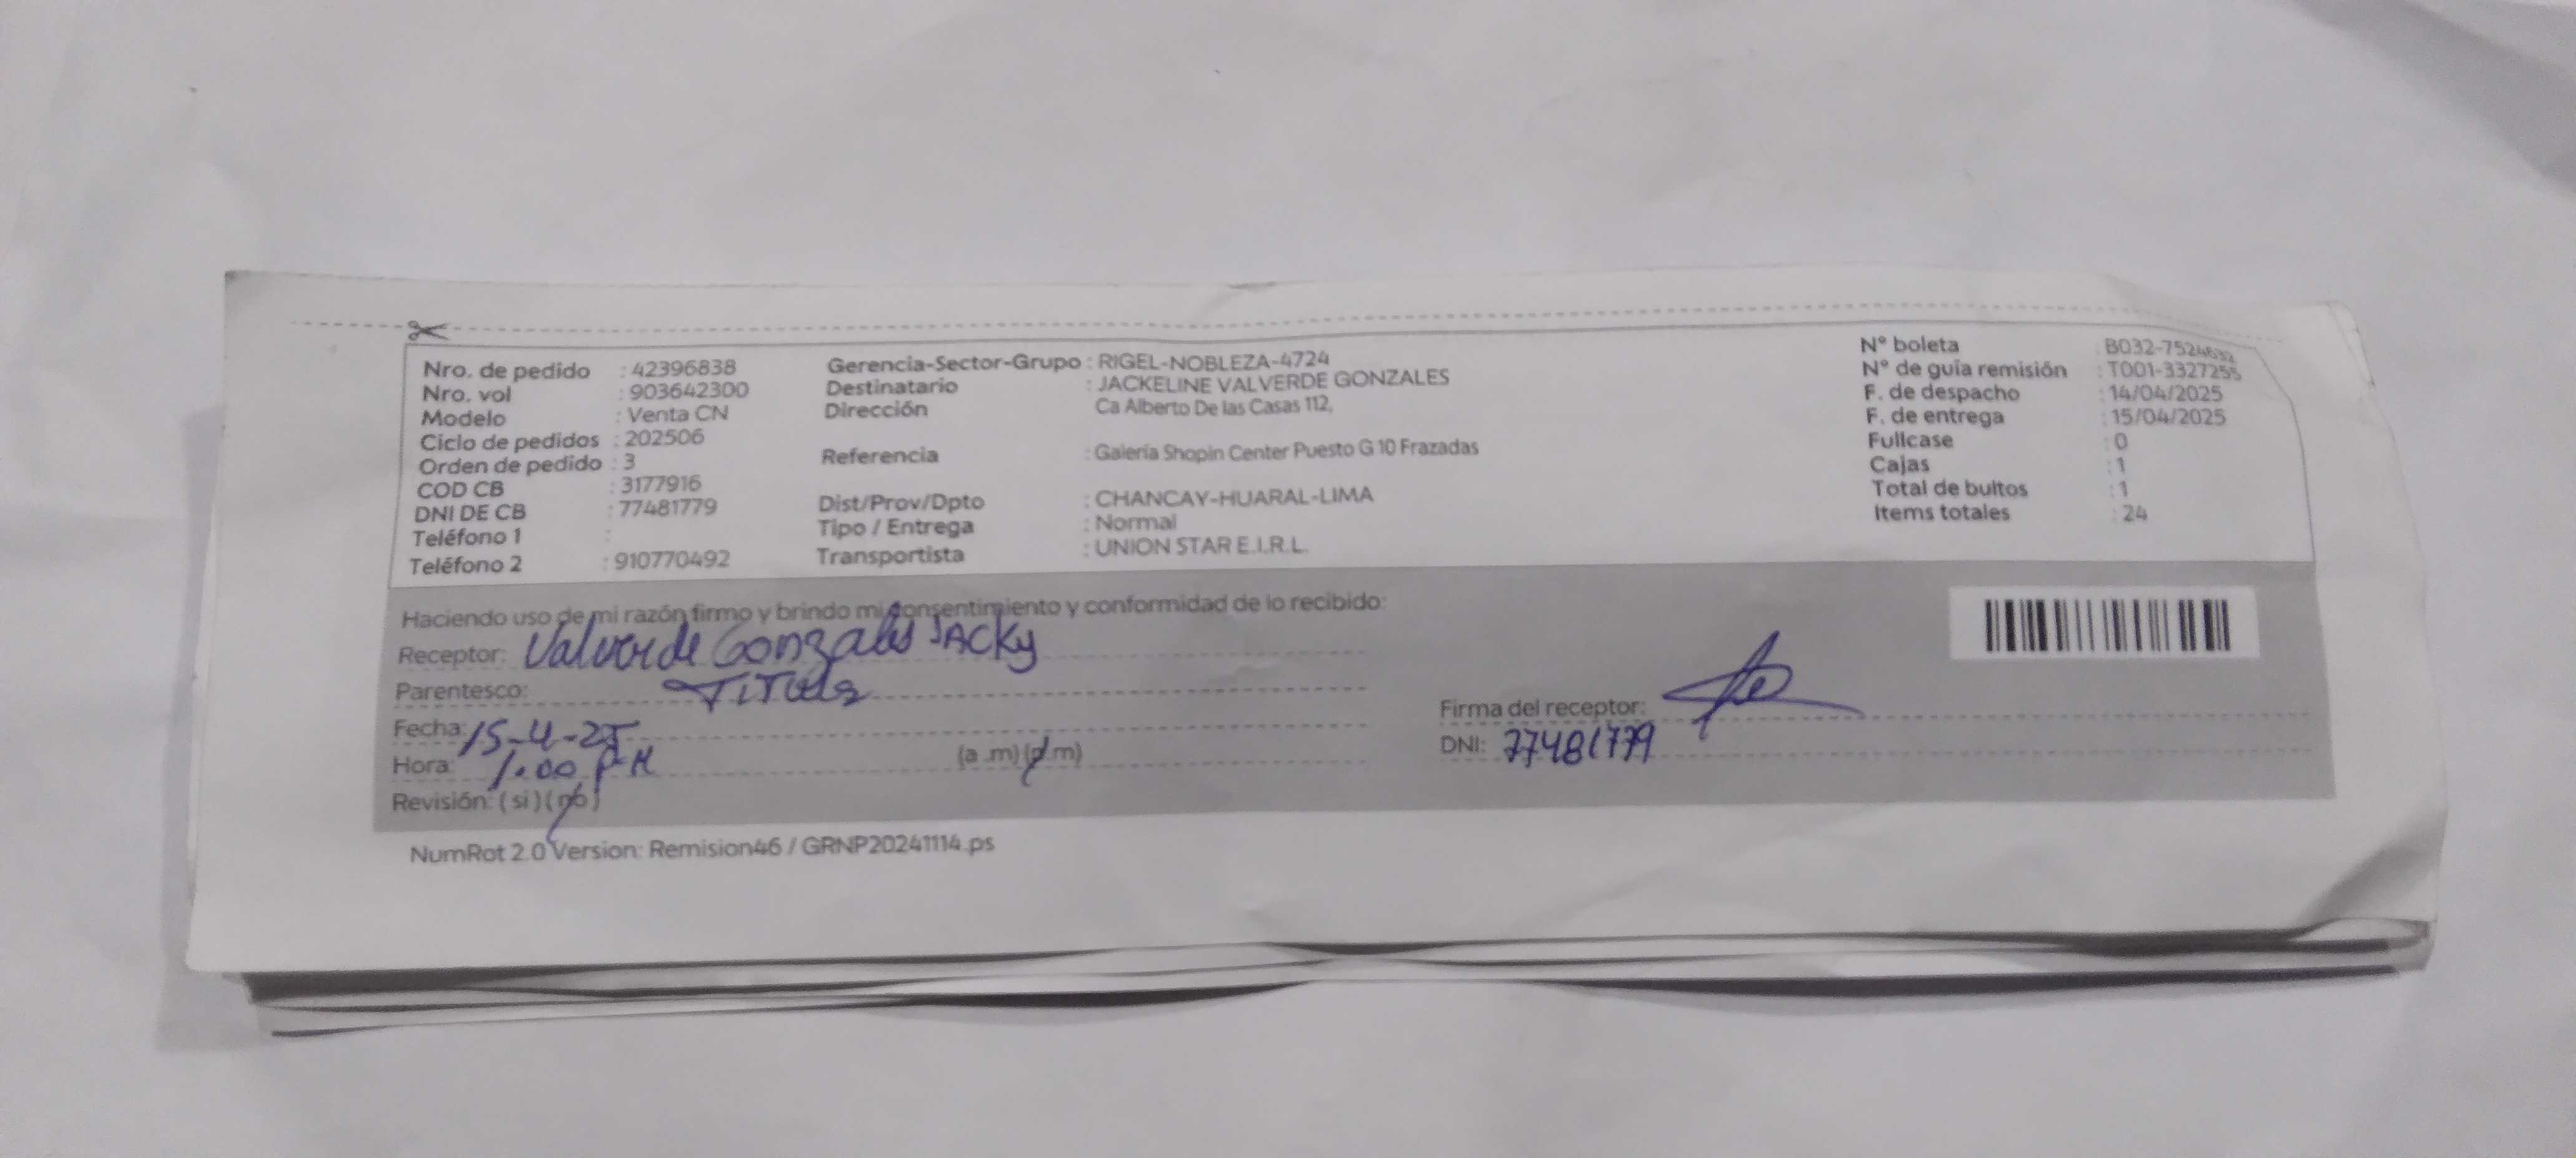 Nro. de pedido : 42396838
Nro. vol : 903642300
Modelo : Venta CN
Ciclo de pedidos : 202506
Orden de pedido : 3
COD CB : 3177916
DNI DE CB : 77481779
Teléfono 1 :
Teléfono 2 : 910770492
Gerencia-Sector-Grupo : RIGEL-NOBLEZA-4724
Destinatario : JACKELINE VALVERDE GONZALES
Dirección Ca Alberto De las Casas 112,
Referencia : Galería Shopin Center Puesto G 10 Frazadas
Dist/Prov/Dpto : CHANCAY-HUARAL-LIMA
Tipo / Entrega : Normal
Transportista : UNION STAR E.I.R.L.
N° boleta : B032-7524632
N° de guía remisión : T001-3327255
F. de despacho : 14/04/2025
F. de entrega : 15/04/2025
Fullcase : 0
Cajas : 1
Total de bultos : 1
Items totales : 24
Haciendo uso de mi razón firmo y brindo mi consentimiento y conformidad de lo recibido:
Receptor: Valverde Gonzales JACKy
Parentesco:
Fecha: 15-4-25
Hora: 1:00 PM (a .m) (p.m)
Revisión: (si) (no)
Firma del receptor:
DNI: 77481779
NumRot 2.0 Version: Remision46 / GRNP20241114.ps